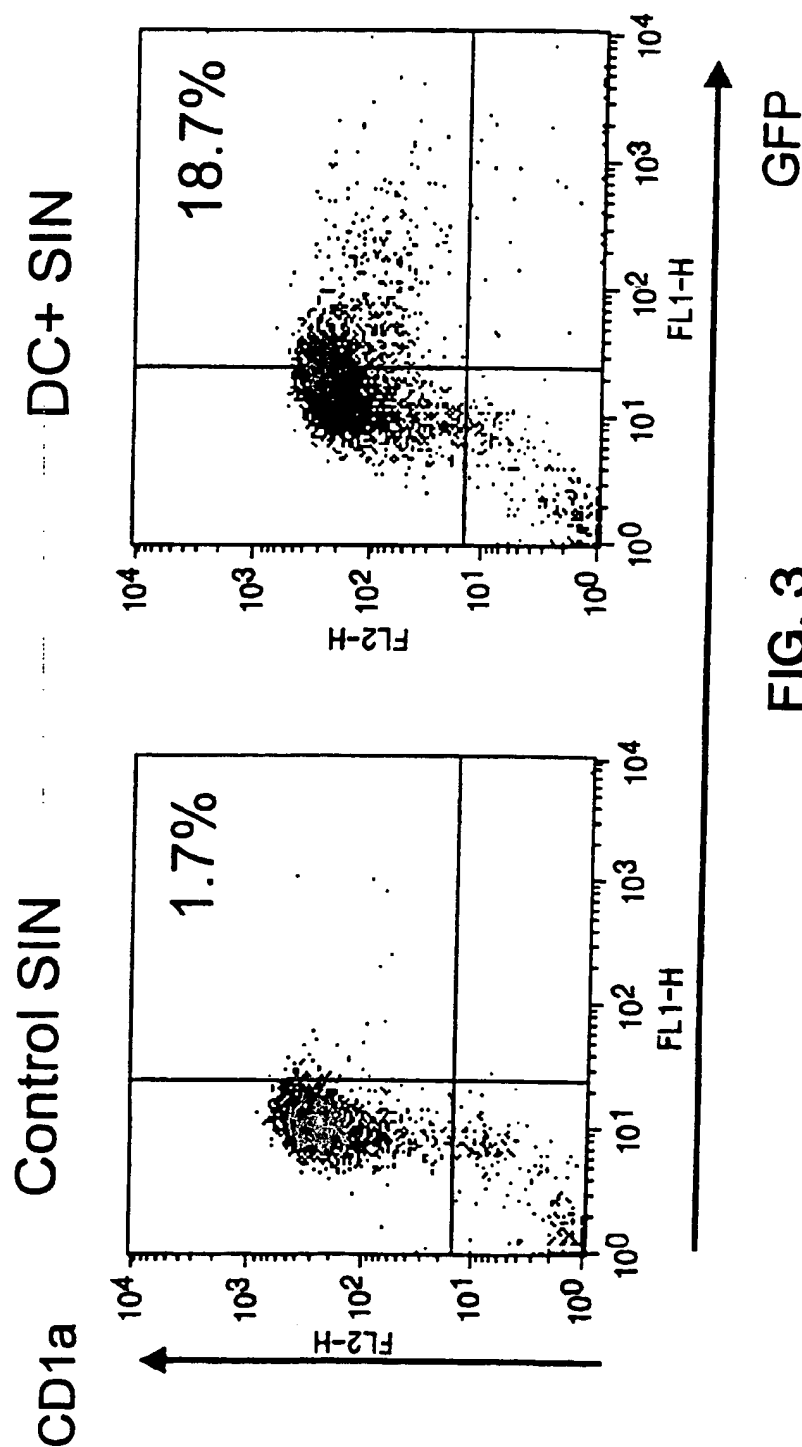 CD1a
Control SIN
DC+ SIN
10⁴
10³
10²
10¹
10⁰
FL2-H
1.7%
10⁰
10¹
10²
10³
10⁴
FL1-H
10⁴
10³
10²
10¹
10⁰
FL2-H
18.7%
10⁰
10¹
10²
10³
10⁴
FL1-H
GFP
FIG. 3